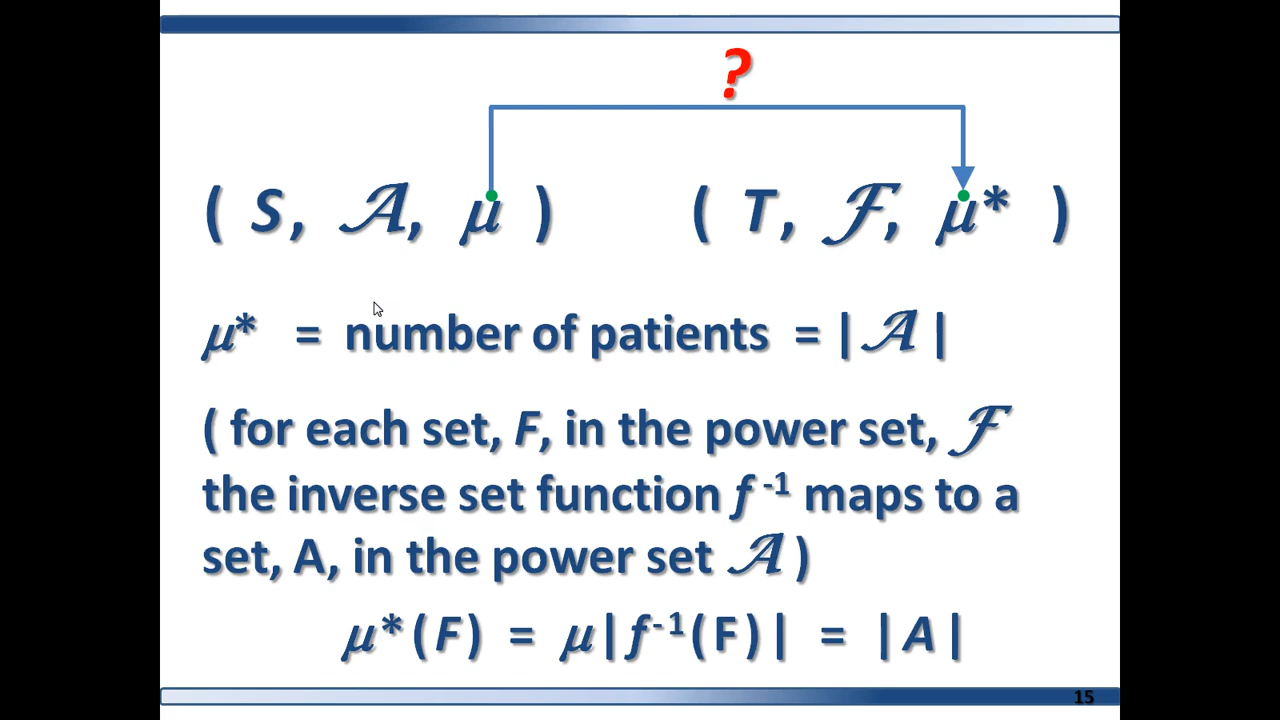 ?
( S, 𝒜, μ ) ( T, ℱ, μ* )
μ* = number of patients = | 𝒜 |
( for each set, F, in the power set, ℱ
the inverse set function f -1 maps to a
set, A, in the power set 𝒜 )
μ*(F) = μ|f-1(F)| = |A|
15